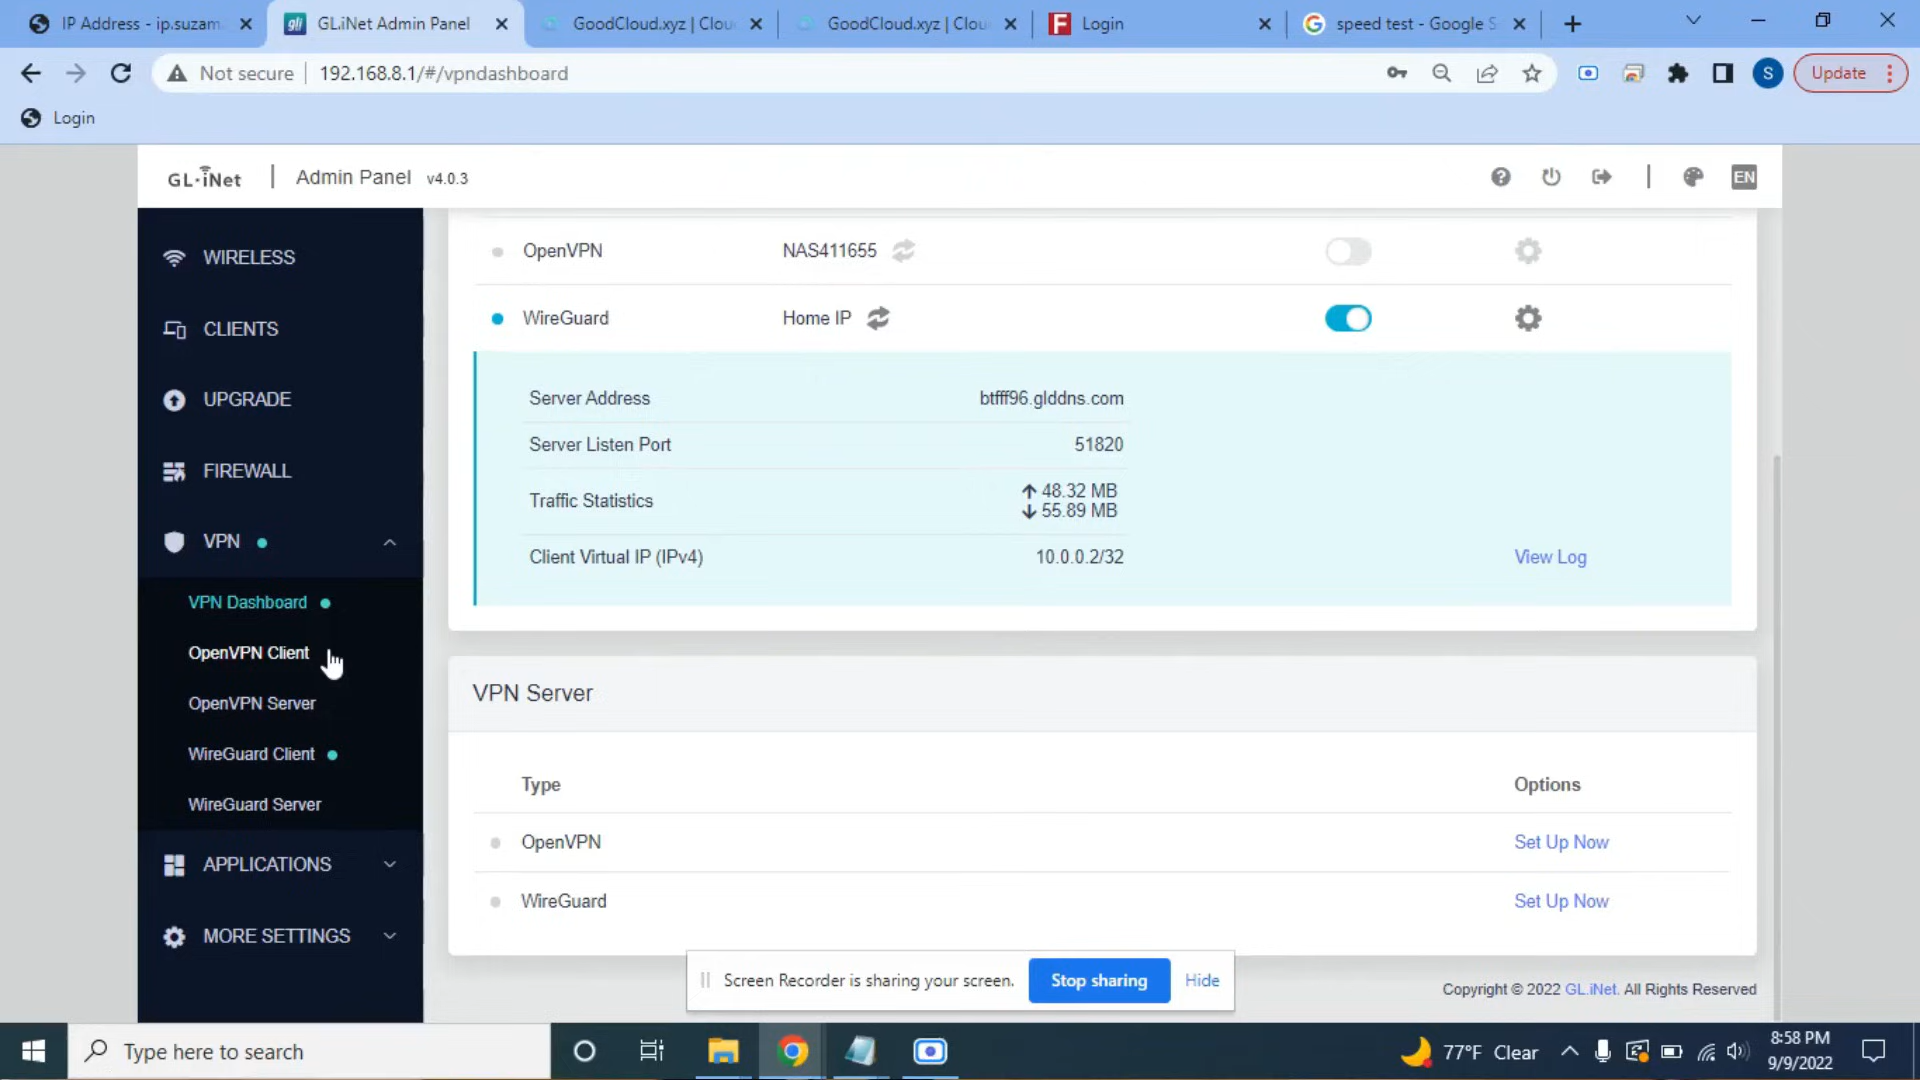 IP Address - ip.suzam
GL.iNet Admin Panel
GoodCloud.xyz | Clou
GoodCloud.xyz | Clou
Login
speed test - Google S
Not secure
192.168.8.1/#/vpndashboard
S
Update
Login
GL·iNet
Admin Panel v4.0.3
EN
WIRELESS
CLIENTS
UPGRADE
FIREWALL
VPN
VPN Dashboard
OpenVPN Client
OpenVPN Server
WireGuard Client
WireGuard Server
APPLICATIONS
MORE SETTINGS
OpenVPN NAS411655
WireGuard Home IP
Server Address btfff96.glddns.com
Server Listen Port 51820
Traffic Statistics ↑ 48.32 MB
↓ 55.89 MB
Client Virtual IP (IPv4) 10.0.0.2/32 View Log
VPN Server
Type Options
OpenVPN Set Up Now
WireGuard Set Up Now
Screen Recorder is sharing your screen. Stop sharing Hide
Copyright © 2022 GL.iNet. All Rights Reserved
Type here to search
77°F Clear
8:58 PM
9/9/2022